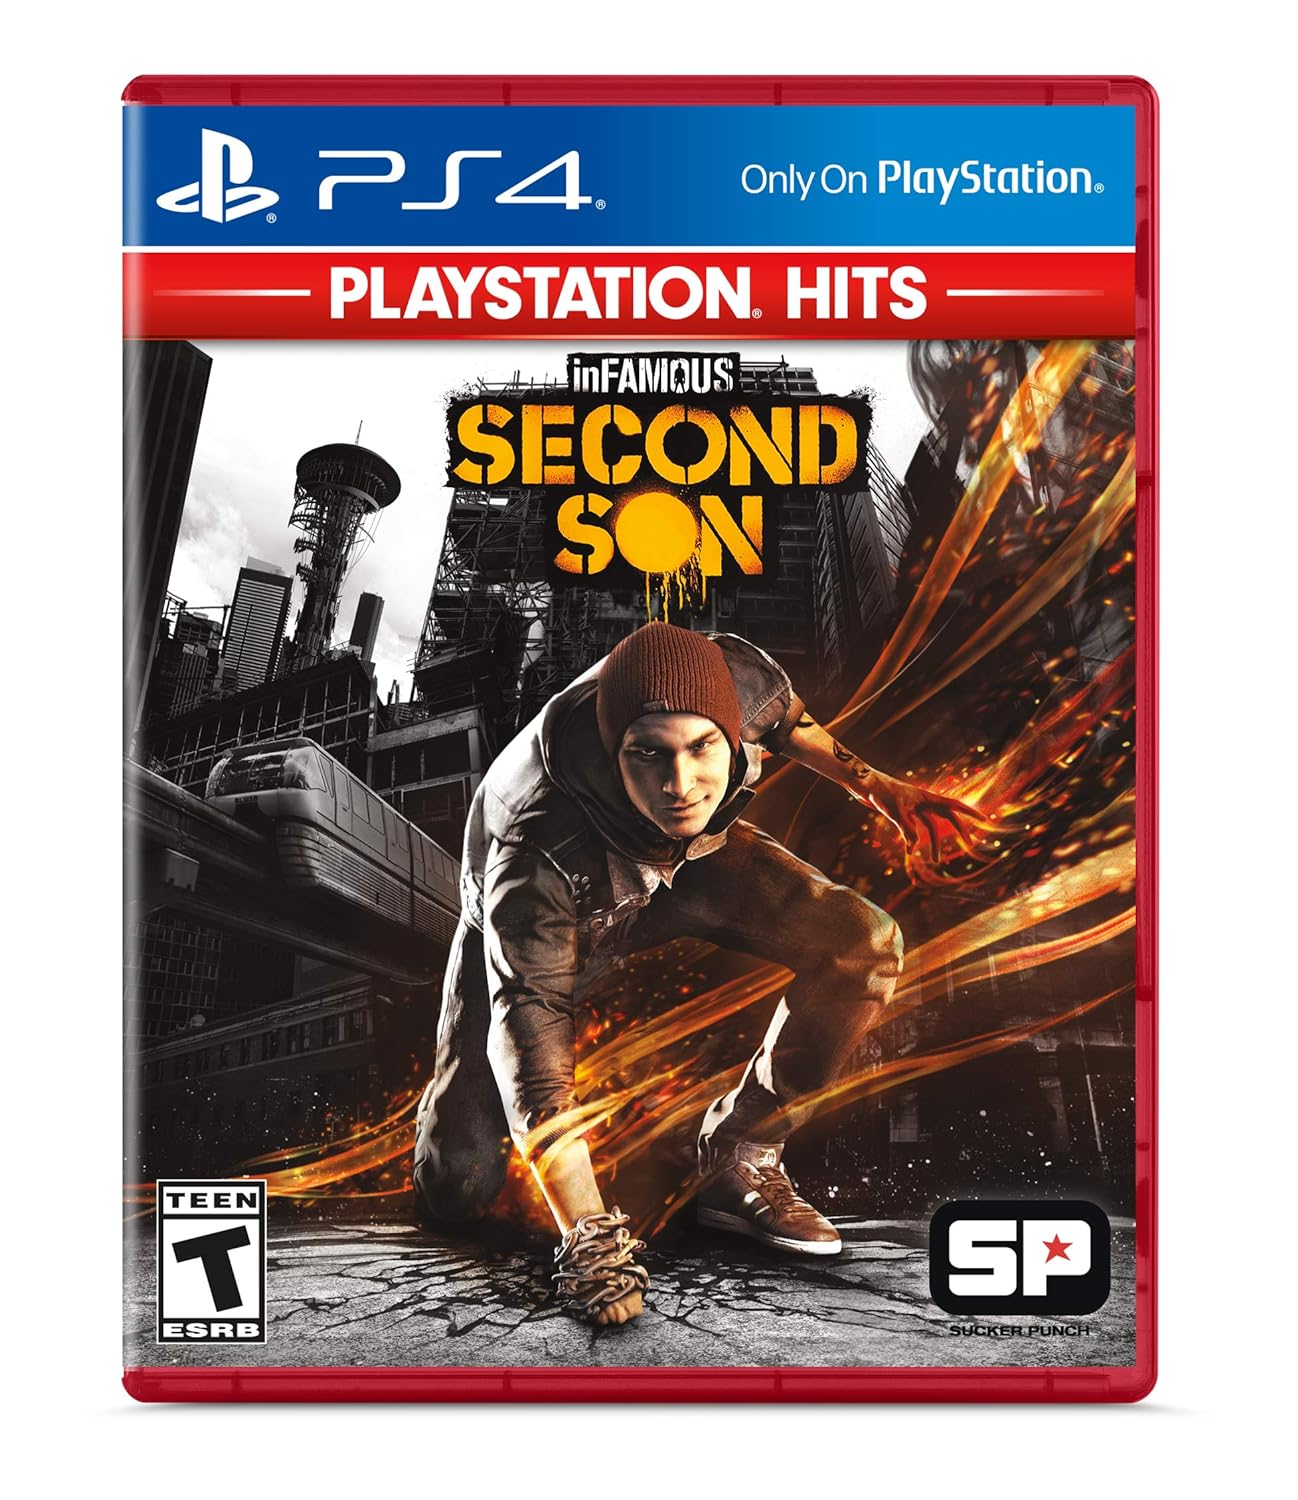 PS4®
Only On PlayStation®
PLAYSTATION® HITS
inFAMOUS
SECOND
SON
TEEN
T
ESRB
SP
SUCKER PUNCH